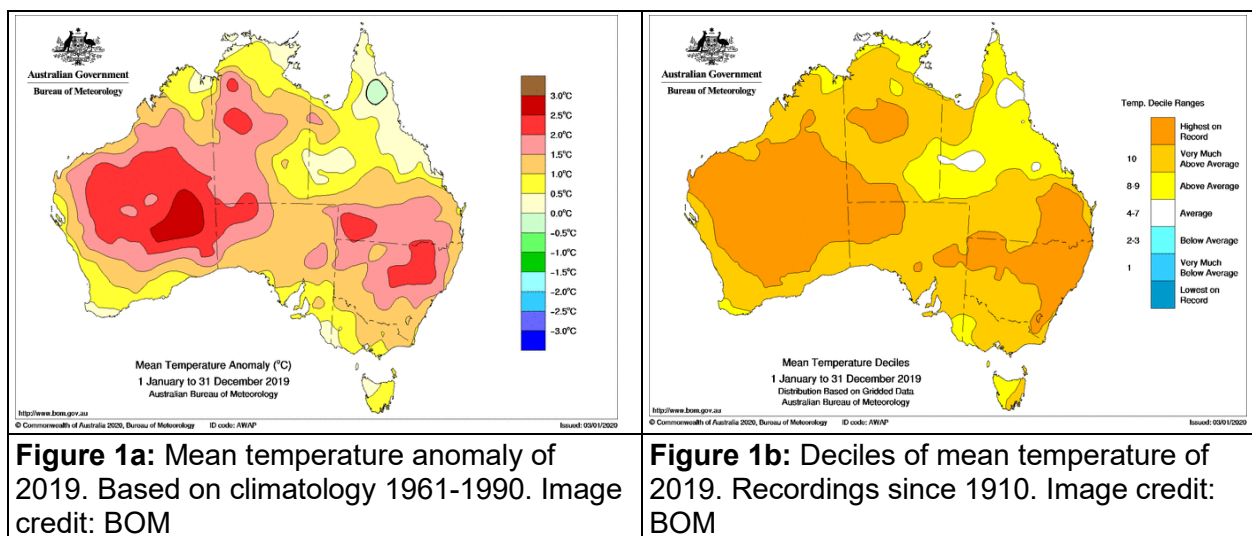 Australian Government
Bureau of Meteorology
3.0°C
2.5°C
2.0°C
1.5°C
1.0°C
0.5°C
0.0°C
-0.5°C
-1.0°C
-1.5°C
-2.0°C
-2.5°C
-3.0°C
Mean Temperature Anomaly (°C)
1 January to 31 December 2019
Australian Bureau of Meteorology
http://www.bom.gov.au
© Commonwealth of Australia 2020, Bureau of Meteorology ID code: AWAP Issued: 03/01/2020
Australian Government
Bureau of Meteorology
Temp. Decile Ranges
Highest on
Record
10 Very Much
Above Average
8-9 Above Average
4-7 Average
2-3 Below Average
1 Very Much
Below Average
Lowest on
Record
Mean Temperature Deciles
1 January to 31 December 2019
Distribution Based on Gridded Data
Australian Bureau of Meteorology
http://www.bom.gov.au
© Commonwealth of Australia 2020, Bureau of Meteorology ID code: AWAP Issued: 03/01/2020
Figure 1a: Mean temperature anomaly of
2019. Based on climatology 1961-1990. Image
credit: BOM
Figure 1b: Deciles of mean temperature of
2019. Recordings since 1910. Image credit:
BOM